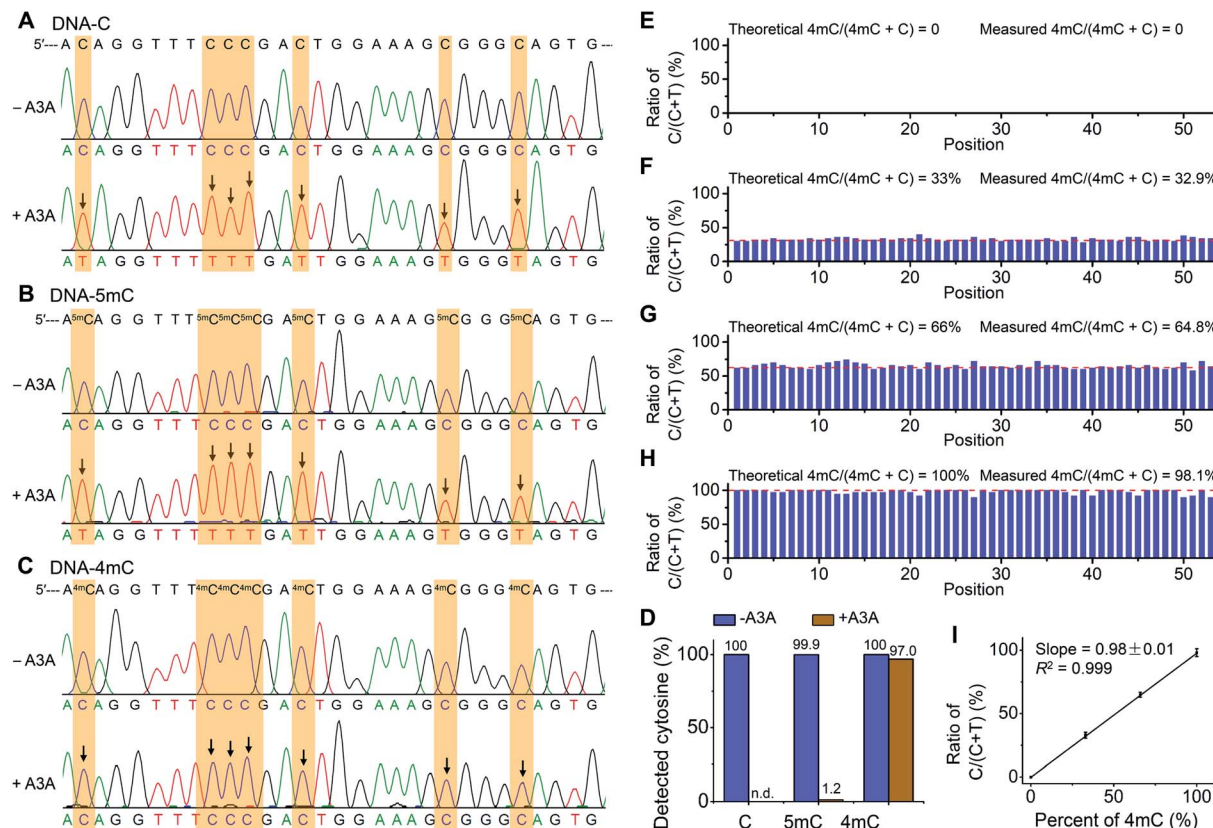 A
DNA-C
5′---A C A G G T T T C C C G A C T G G A A A G C G G G C A G T G ---
– A3A
A C A G G T T T C C C G A C T G G A A A G C G G G C A G T G
+ A3A
A T A G G T T T T T T G A T T G G A A A G T G G G T A G T G
B
DNA-5mC
5′---A 5mC A G G T T T 5mC 5mC 5mC G A 5mC T G G A A A G 5mC G G G 5mC A G T G ---
– A3A
A C A G G T T T C C C G A C T G G A A A G C G G G C A G T G
+ A3A
A T A G G T T T T T T G A T T G G A A A G T G G G T A G T G
C
DNA-4mC
5′---A 4mC A G G T T T 4mC 4mC 4mC G A 4mC T G G A A A G 4mC G G G 4mC A G T G ---
– A3A
A C A G G T T T C C C G A C T G G A A A G C G G G C A G T G
+ A3A
A C A G G T T T C C C G A C T G G A A A G C G G G C A G T G
E
Theoretical 4mC/(4mC + C) = 0 Measured 4mC/(4mC + C) = 0
Ratio of
C/(C+T) (%)
100
50
0
0 10 20 30 40 50
Position
F
Theoretical 4mC/(4mC + C) = 33% Measured 4mC/(4mC + C) = 32.9%
Ratio of
C/(C+T) (%)
100
50
0
0 10 20 30 40 50
Position
G
Theoretical 4mC/(4mC + C) = 66% Measured 4mC/(4mC + C) = 64.8%
Ratio of
C/(C+T) (%)
100
50
0
0 10 20 30 40 50
Position
H
Theoretical 4mC/(4mC + C) = 100% Measured 4mC/(4mC + C) = 98.1%
Ratio of
C/(C+T) (%)
100
50
0
0 10 20 30 40 50
Position
D
-A3A +A3A
Detected cytosine (%)
100
50
0
100 n.d. 99.9 1.2 100 97.0
C 5mC 4mC
I
Slope = 0.98 ± 0.01
R² = 0.999
Ratio of
C/(C+T) (%)
100
50
0
0 50 100
Percent of 4mC (%)